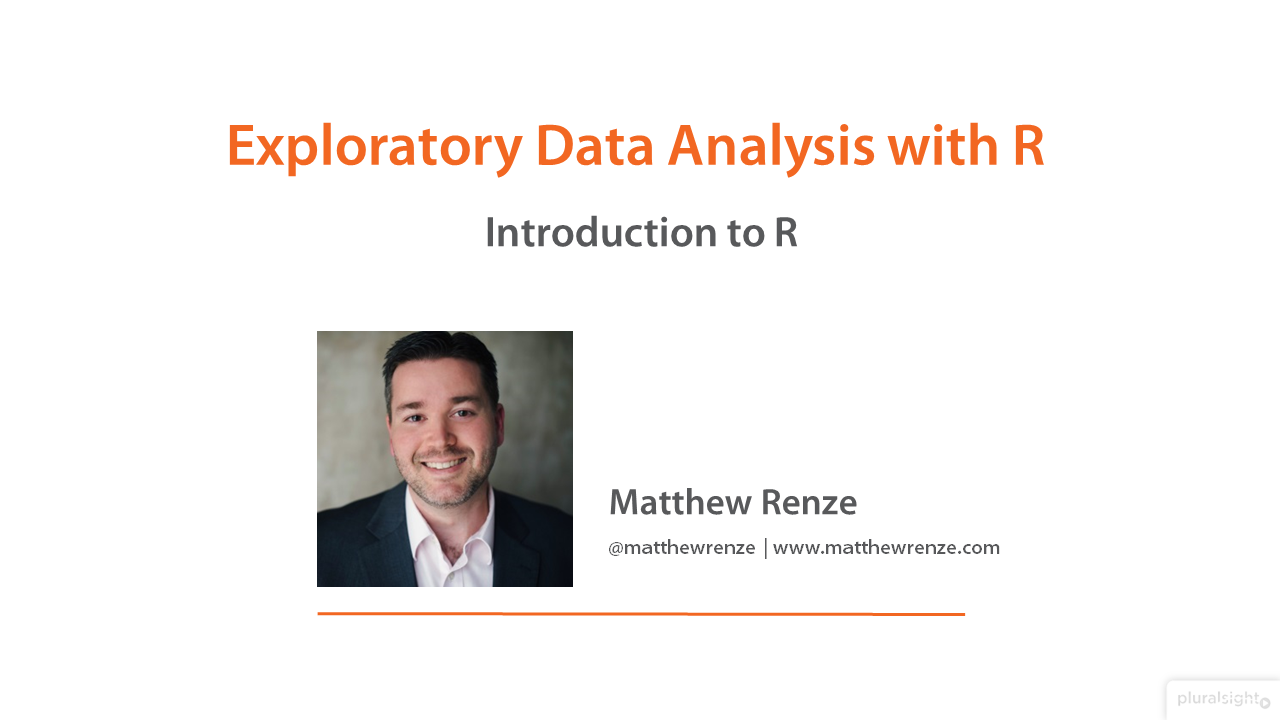 Exploratory Data Analysis with R
Introduction to R
Matthew Renze
@matthewrenze | www.matthewrenze.com
pluralsight